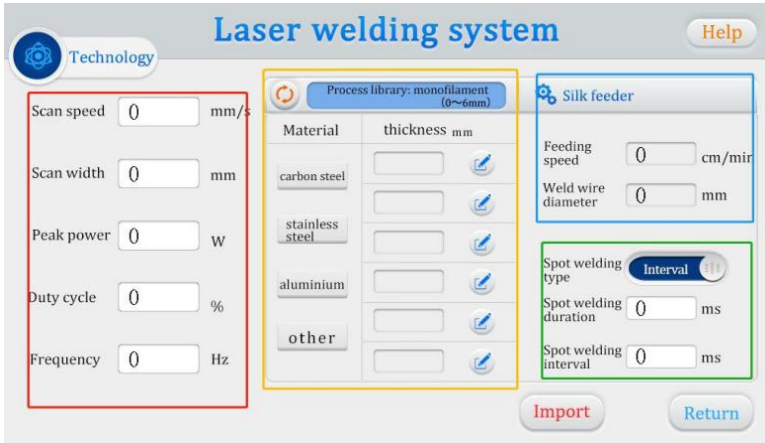 Laser welding system
Help
Technology
Scan speed 0 mm/s
Scan width 0 mm
Peak power 0 W
Duty cycle 0 %
Frequency 0 Hz
Process library: monofilament
(0~6mm)
Material thickness mm
carbon steel
stainless
steel
aluminium
other
Silk feeder
Feeding
speed 0 cm/min
Weld wire
diameter 0 mm
Spot welding
type Interval
Spot welding
duration 0 ms
Spot welding
interval 0 ms
Import
Return